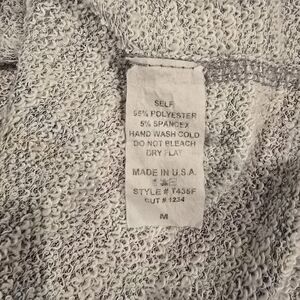 SELF
95% POLYESTER
5% SPANDEX
HAND WASH COLD
DO NOT BLEACH
DRY FLAT
MADE IN U.S.A.
STYLE # T435F
CUT # 1234
M